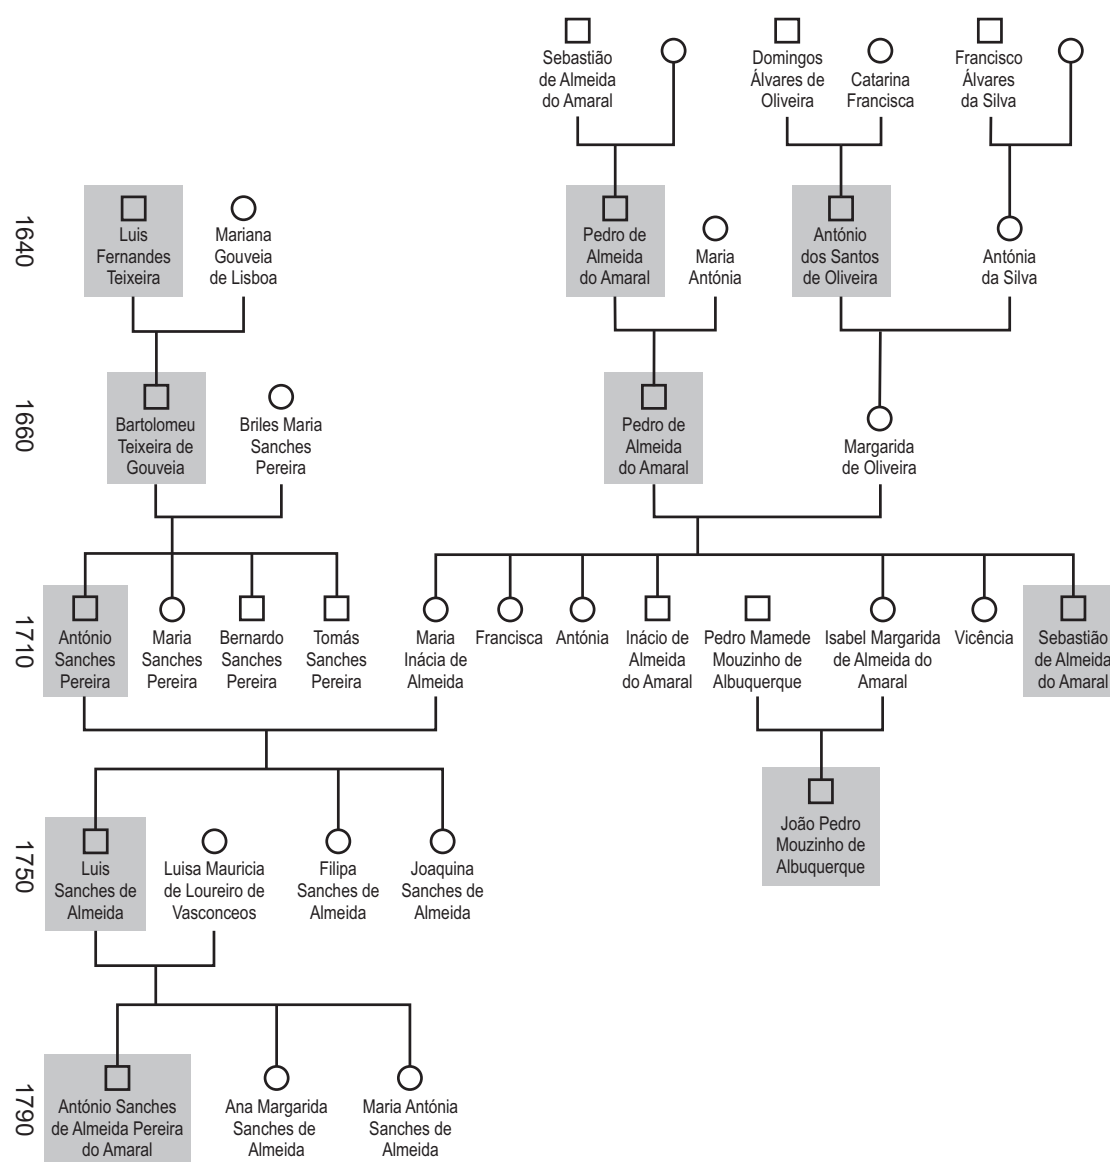 Sebastião
de Almeida
do Amaral
Domingos
Álvares de
Oliveira
Catarina
Francisca
Francisco
Álvares
da Silva
1640
Luis
Fernandes
Teixeira
Mariana
Gouveia
de Lisboa
Pedro de
Almeida
do Amaral
Maria
Antónia
António
dos Santos
de Oliveira
Antónia
da Silva
1660
Bartolomeu
Teixeira de
Gouveia
Briles Maria
Sanches
Pereira
Pedro de
Almeida
do Amaral
Margarida
de Oliveira
1710
António
Sanches
Pereira
Maria
Sanches
Pereira
Bernardo
Sanches
Pereira
Tomás
Sanches
Pereira
Maria
Inácia de
Almeida
Francisca
Antónia
Inácio de
Almeida
do Amaral
Pedro Mamede
Mouzinho de
Albuquerque
Isabel Margarida
de Almeida do
Amaral
Vicência
Sebastião
de Almeida
do Amaral
João Pedro
Mouzinho de
Albuquerque
1750
Luis
Sanches de
Almeida
Luisa Mauricia
de Loureiro de
Vasconceos
Filipa
Sanches de
Almeida
Joaquina
Sanches de
Almeida
1790
António Sanches
de Almeida Pereira
do Amaral
Ana Margarida
Sanches de
Almeida
Maria Antónia
Sanches de
Almeida